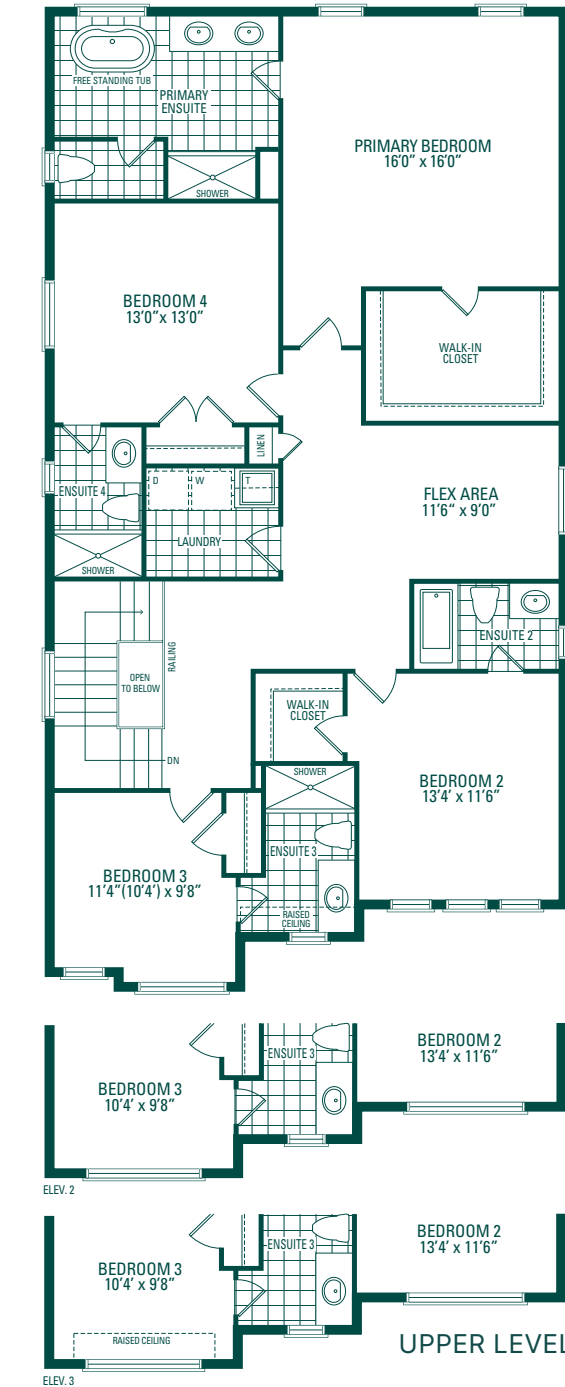 FREE STANDING TUB
PRIMARY
ENSUITE
PRIMARY BEDROOM
16'0" x 16'0"
SHOWER
BEDROOM 4
13'0"x 13'0"
WALK-IN
CLOSET
LINEN
D
W
T
ENSUITE 4
FLEX AREA
11'6" x 9'0"
LAUNDRY
SHOWER
ENSUITE 2
RAILING
OPEN
TO BELOW
WALK-IN
CLOSET
DN
SHOWER
BEDROOM 2
13'4' x 11'6"
ENSUITE 3
BEDROOM 3
11'4"(10'4') x 9'8"
RAISED
CEILING
BEDROOM 2
13'4' x 11'6"
ENSUITE 3
BEDROOM 3
10'4' x 9'8"
ELEV. 2
BEDROOM 2
13'4' x 11'6"
ENSUITE 3
BEDROOM 3
10'4' x 9'8"
RAISED CEILING
UPPER LEVEL
ELEV. 3